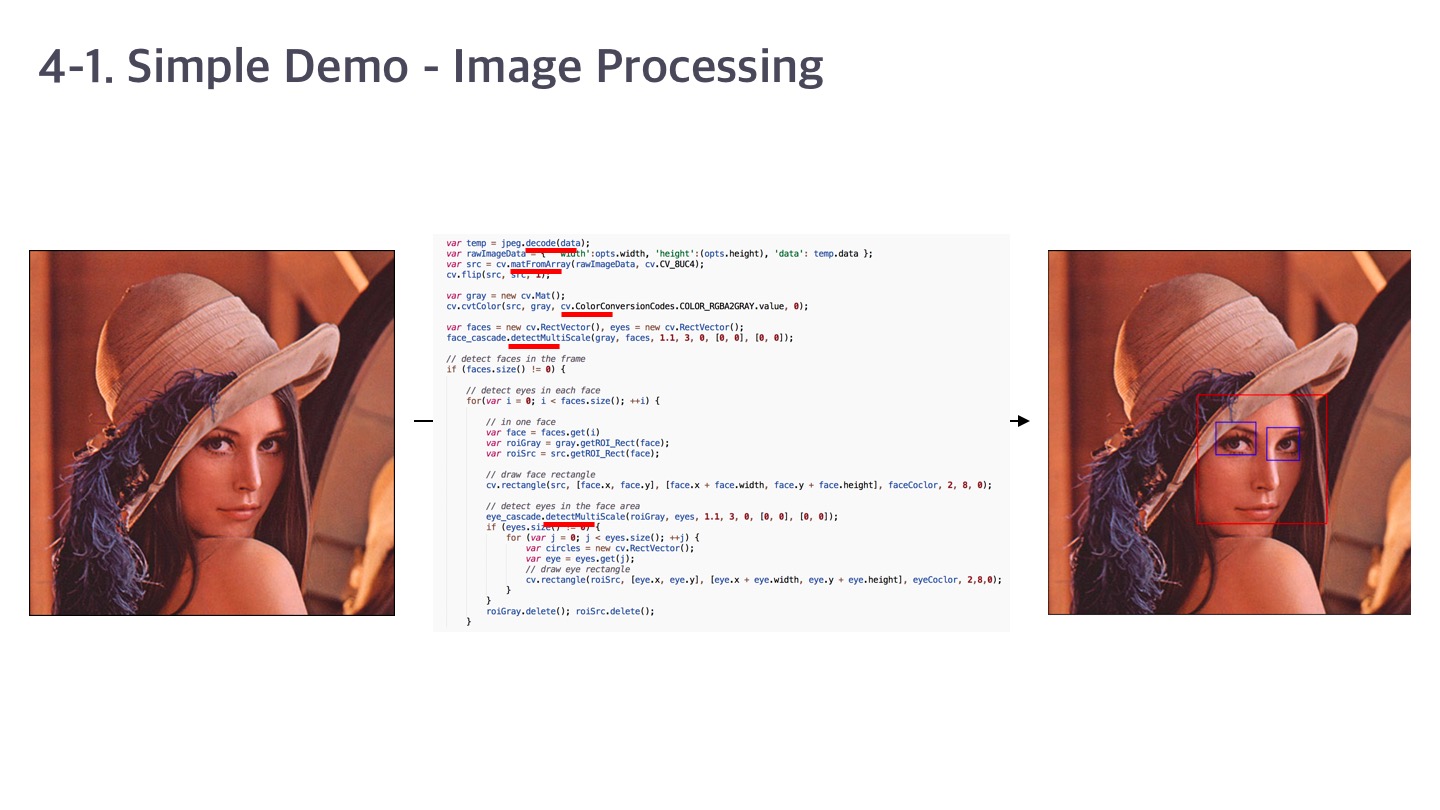 4-1. Simple Demo - Image Processing
var temp = jpeg.decode(data);
var rawImageData = { 'width':opts.width, 'height':(opts.height), 'data': temp.data };
var src = cv.matFromArray(rawImageData, cv.CV_8UC4);
cv.flip(src, src, 1);
var gray = new cv.Mat();
cv.cvtColor(src, gray, cv.ColorConversionCodes.COLOR_RGBA2GRAY.value, 0);
var faces = new cv.RectVector(), eyes = new cv.RectVector();
face_cascade.detectMultiScale(gray, faces, 1.1, 3, 0, [0, 0], [0, 0]);
// detect faces in the frame
if (faces.size() != 0) {
// detect eyes in each face
for(var i = 0; i < faces.size(); ++i) {
// in one face
var face = faces.get(i)
var roiGray = gray.getROI_Rect(face);
var roiSrc = src.getROI_Rect(face);
// draw face rectangle
cv.rectangle(src, [face.x, face.y], [face.x + face.width, face.y + face.height], faceCoclor, 2, 8, 0);
// detect eyes in the face area
eye_cascade.detectMultiScale(roiGray, eyes, 1.1, 3, 0, [0, 0], [0, 0]);
if (eyes.size() != 0) {
for (var j = 0; j < eyes.size(); ++j) {
var circles = new cv.RectVector();
var eye = eyes.get(j);
// draw eye rectangle
cv.rectangle(roiSrc, [eye.x, eye.y], [eye.x + eye.width, eye.y + eye.height], eyeCoclor, 2,8,0);
}
}
roiGray.delete(); roiSrc.delete();
}